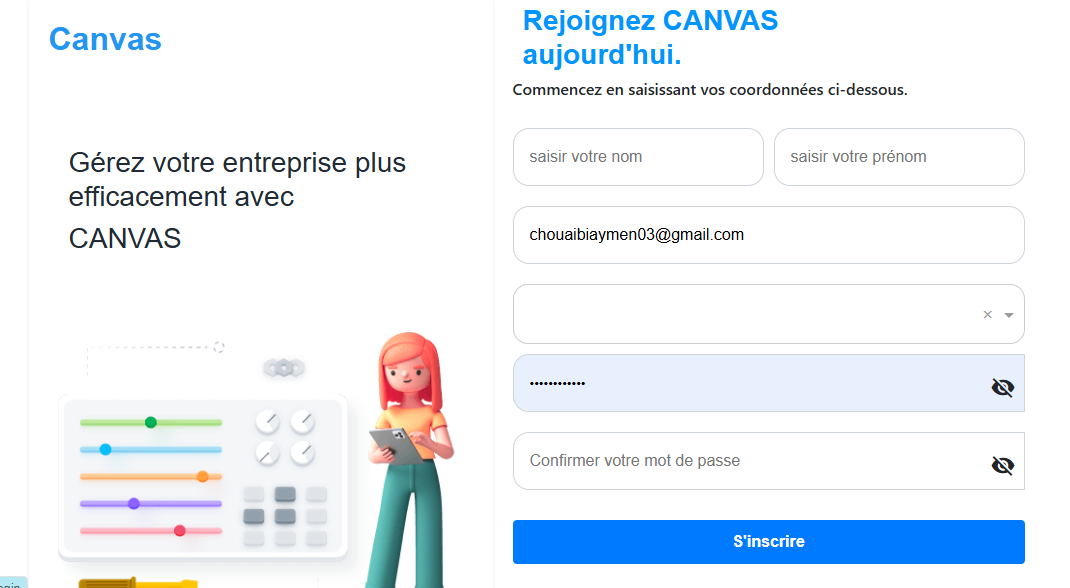 Canvas
Gérez votre entreprise plus
efficacement avec
CANVAS
Rejoignez CANVAS
aujourd'hui.
Commencez en saisissant vos coordonnées ci-dessous.
saisir votre nom
saisir votre prénom
chouaibiaymen03@gmail.com
••••••••••••
Confirmer votre mot de passe
S'inscrire